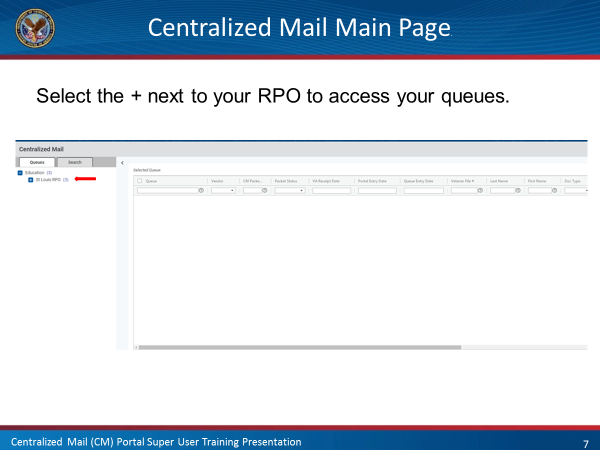 Centralized Mail Main Page
Select the + next to your RPO to access your queues.
Centralized Mail
Queues Search
Education (3)
St Louis RPO (3)
Selected Queue
Queue Vendor CM Packe... Packet Status VA Receipt Date Portal Entry Date Queue Entry Date Veteran File # Last Name First Name Doc Type
Centralized Mail (CM) Portal Super User Training Presentation
7